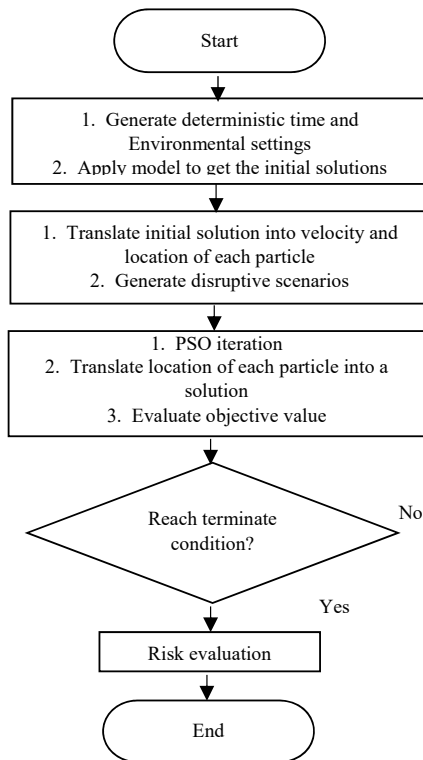 Start
1. Generate deterministic time and
Environmental settings
2. Apply model to get the initial solutions
1. Translate initial solution into velocity and
location of each particle
2. Generate disruptive scenarios
1. PSO iteration
2. Translate location of each particle into a
solution
3. Evaluate objective value
Reach terminate
condition?
No
Yes
Risk evaluation
End